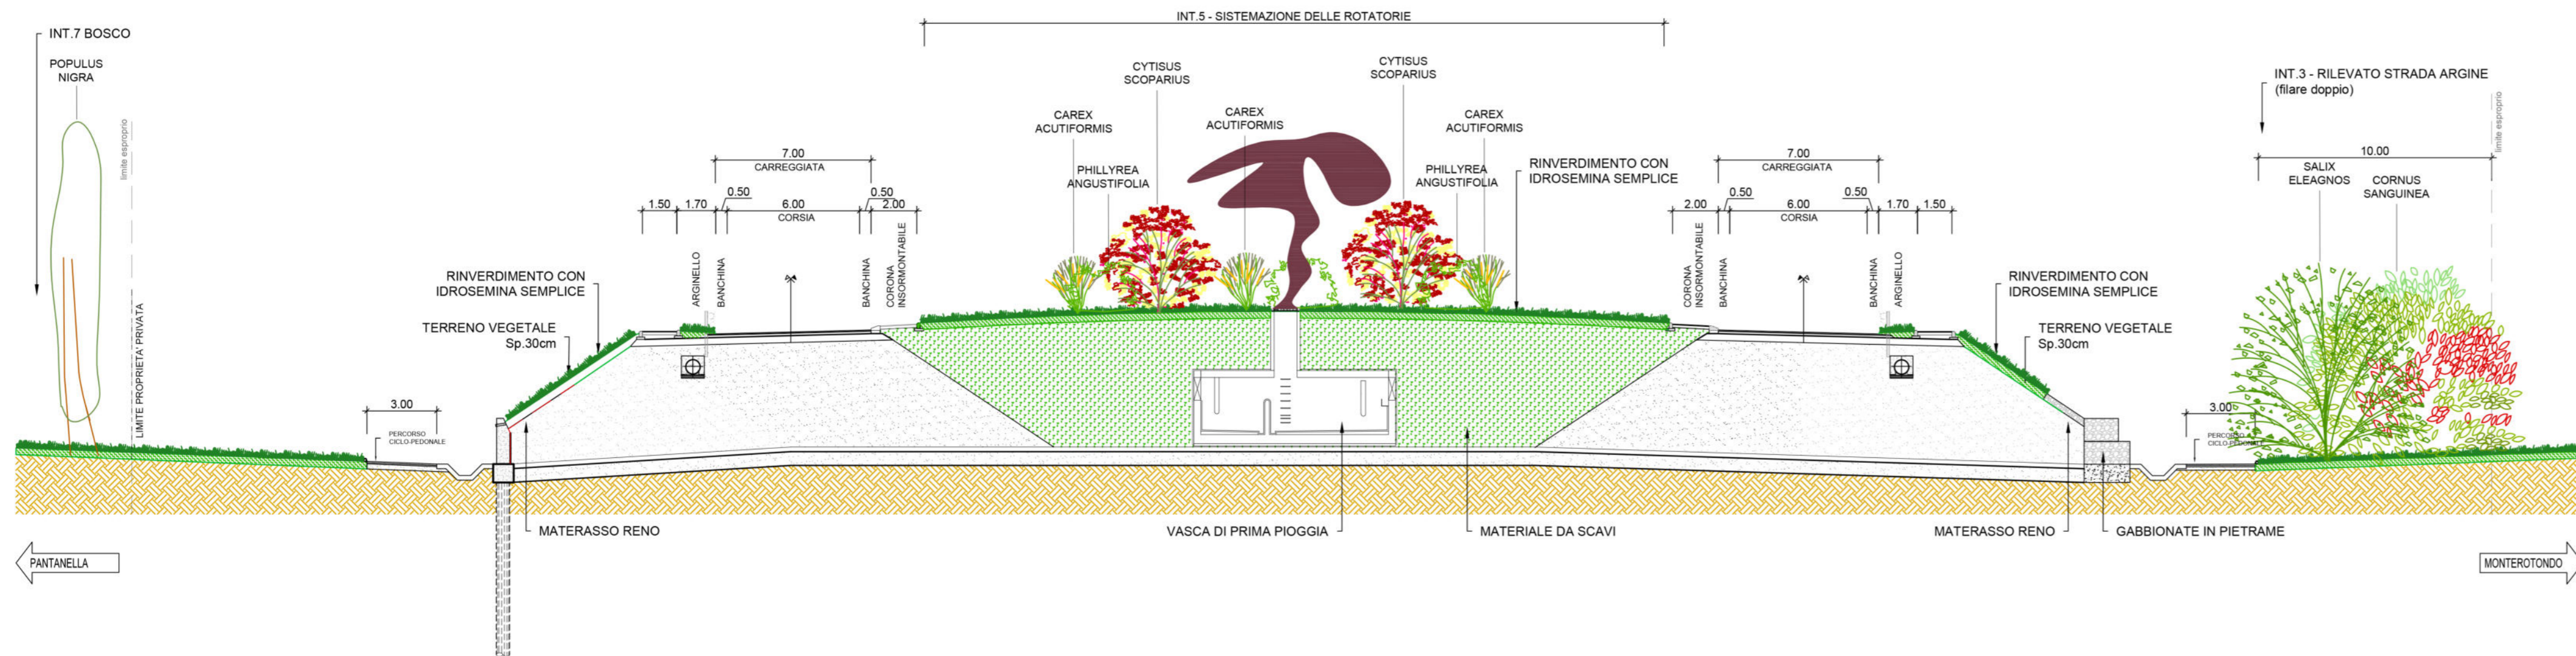 INT.5 - SISTEMAZIONE DELLE ROTATORIE
INT.7 BOSCO
POPULUS
NIGRA
limite esproprio
LIMITE PROPRIETA' PRIVATA
3.00
PERCORSO
CICLO-PEDONALE
RINVERDIMENTO CON
IDROSEMINA SEMPLICE
TERRENO VEGETALE
Sp.30cm
7.00
CARREGGIATA
0.50
0.50
1.50
1.70
6.00
2.00
CORSIA
ARGINELLO
BANCHINA
BANCHINA
CORONA
INSORMONTABILE
CAREX
ACUTIFORMIS
PHILLYREA
ANGUSTIFOLIA
CYTISUS
SCOPARIUS
CAREX
ACUTIFORMIS
CYTISUS
SCOPARIUS
PHILLYREA
ANGUSTIFOLIA
CAREX
ACUTIFORMIS
RINVERDIMENTO CON
IDROSEMINA SEMPLICE
7.00
CARREGGIATA
0.50
0.50
2.00
6.00
1.70
1.50
CORSIA
CORONA
INSORMONTABILE
BANCHINA
BANCHINA
ARGINELLO
RINVERDIMENTO CON
IDROSEMINA SEMPLICE
TERRENO VEGETALE
Sp.30cm
3.00
PERCORSO
CICLO-PEDONALE
INT.3 - RILEVATO STRADA ARGINE
(filare doppio)
limite esproprio
10.00
SALIX
ELEAGNOS
CORNUS
SANGUINEA
MATERASSO RENO
VASCA DI PRIMA PIOGGIA
MATERIALE DA SCAVI
MATERASSO RENO
GABBIONATE IN PIETRAME
PANTANELLA
MONTEROTONDO